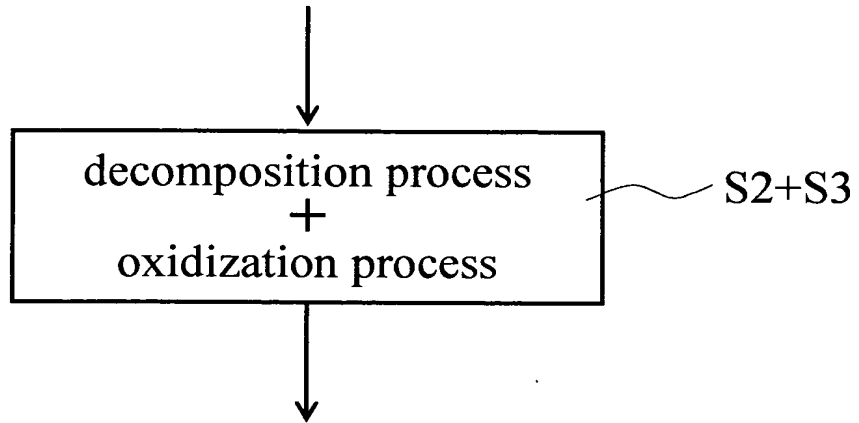 decomposition process
+
oxidization process
S2+S3